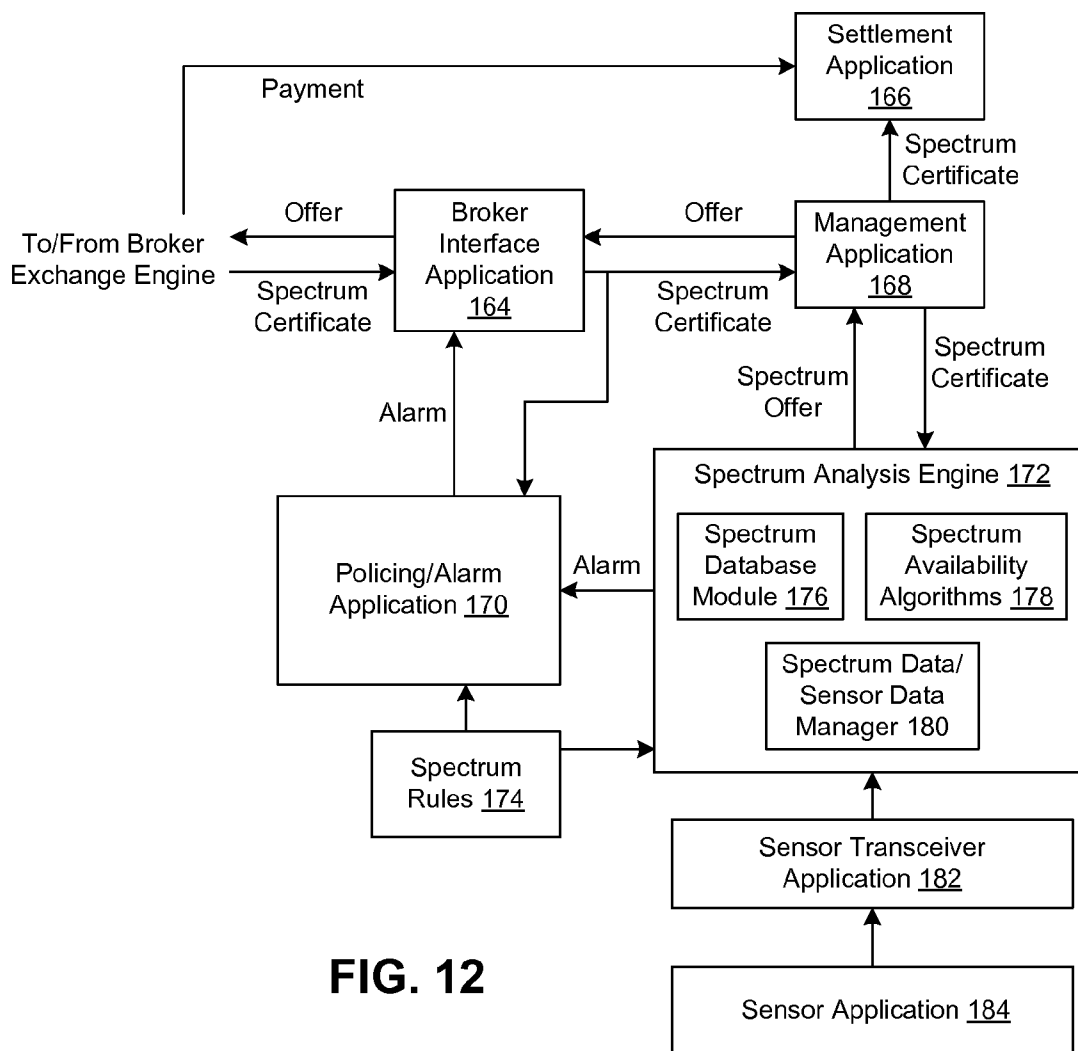 Settlement
Application
166
Payment
Spectrum
Certificate
Offer
Broker
Interface
Application
164
Offer
Management
Application
168
To/From Broker
Exchange Engine
Spectrum
Certificate
Spectrum
Certificate
Alarm
Spectrum
Offer
Spectrum
Certificate
Spectrum Analysis Engine 172
Spectrum
Database
Module 176
Spectrum
Availability
Algorithms 178
Alarm
Policing/Alarm
Application 170
Spectrum Data/
Sensor Data
Manager 180
Spectrum
Rules 174
Sensor Transceiver
Application 182
FIG. 12
Sensor Application 184